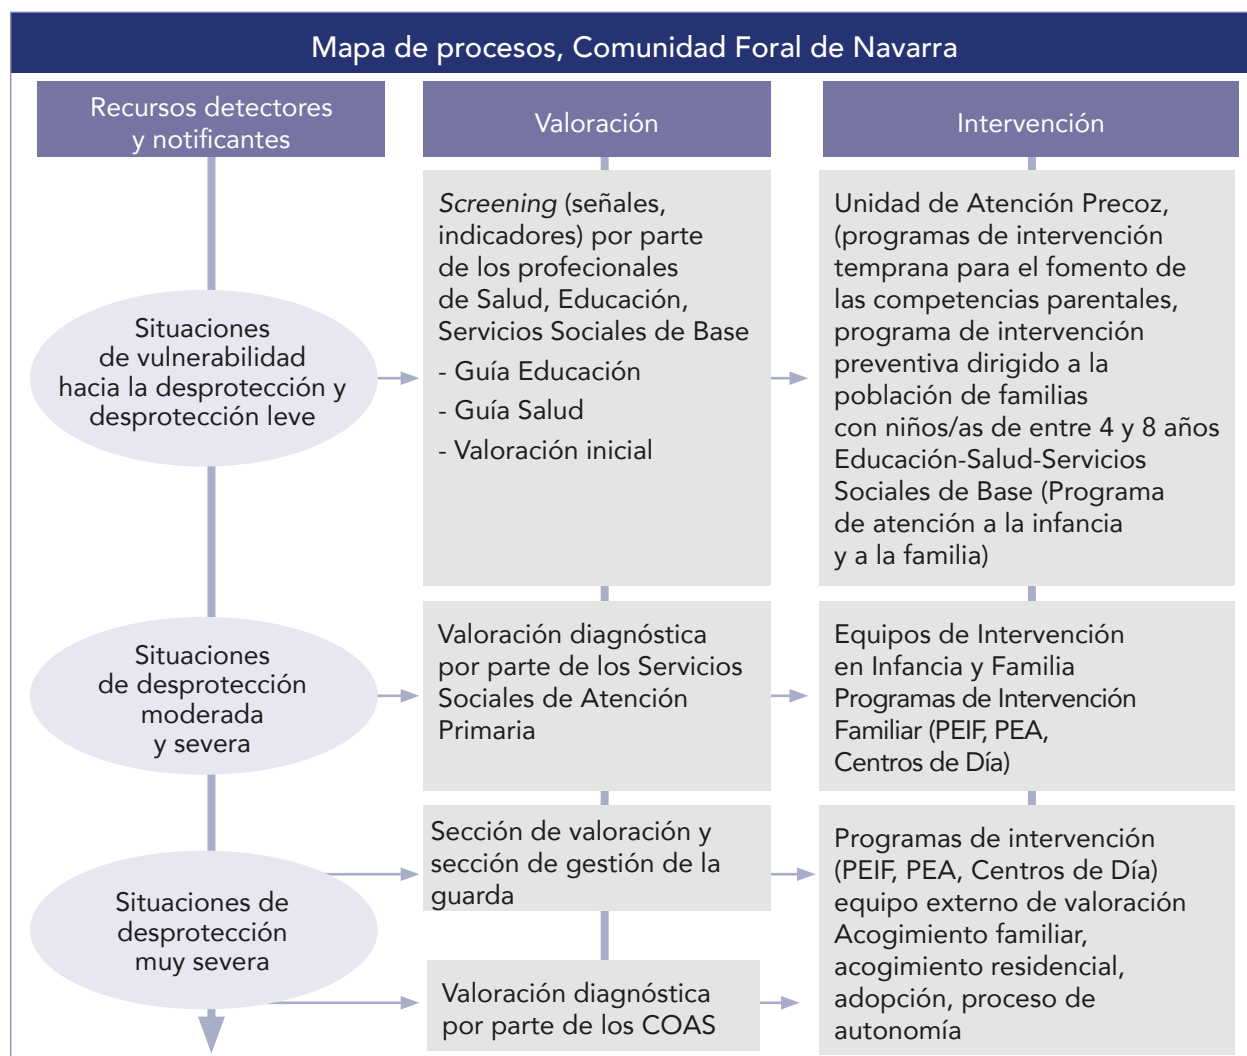 Mapa de procesos, Comunidad Foral de Navarra
Recursos detectores
y notificantes
Valoración
Intervención
Situaciones
de vulnerabilidad
hacia la desprotección y
desprotección leve
Screening (señales,
indicadores) por parte
de los profecionales
de Salud, Educación,
Servicios Sociales de Base
- Guía Educación
- Guía Salud
- Valoración inicial
Unidad de Atención Precoz,
(programas de intervención
temprana para el fomento de
las competencias parentales,
programa de intervención
preventiva dirigido a la
población de familias
con niños/as de entre 4 y 8 años
Educación-Salud-Servicios
Sociales de Base (Programa
de atención a la infancia
y a la familia)
Situaciones
de desprotección
moderada
y severa
Valoración diagnóstica
por parte de los Servicios
Sociales de Atención
Primaria
Equipos de Intervención
en Infancia y Familia
Programas de Intervención
Familiar (PEIF, PEA,
Centros de Día)
Situaciones de
desprotección
muy severa
Sección de valoración y
sección de gestión de la
guarda
Valoración diagnóstica
por parte de los COAS
Programas de intervención
(PEIF, PEA, Centros de Día)
equipo externo de valoración
Acogimiento familiar,
acogimiento residencial,
adopción, proceso de
autonomía